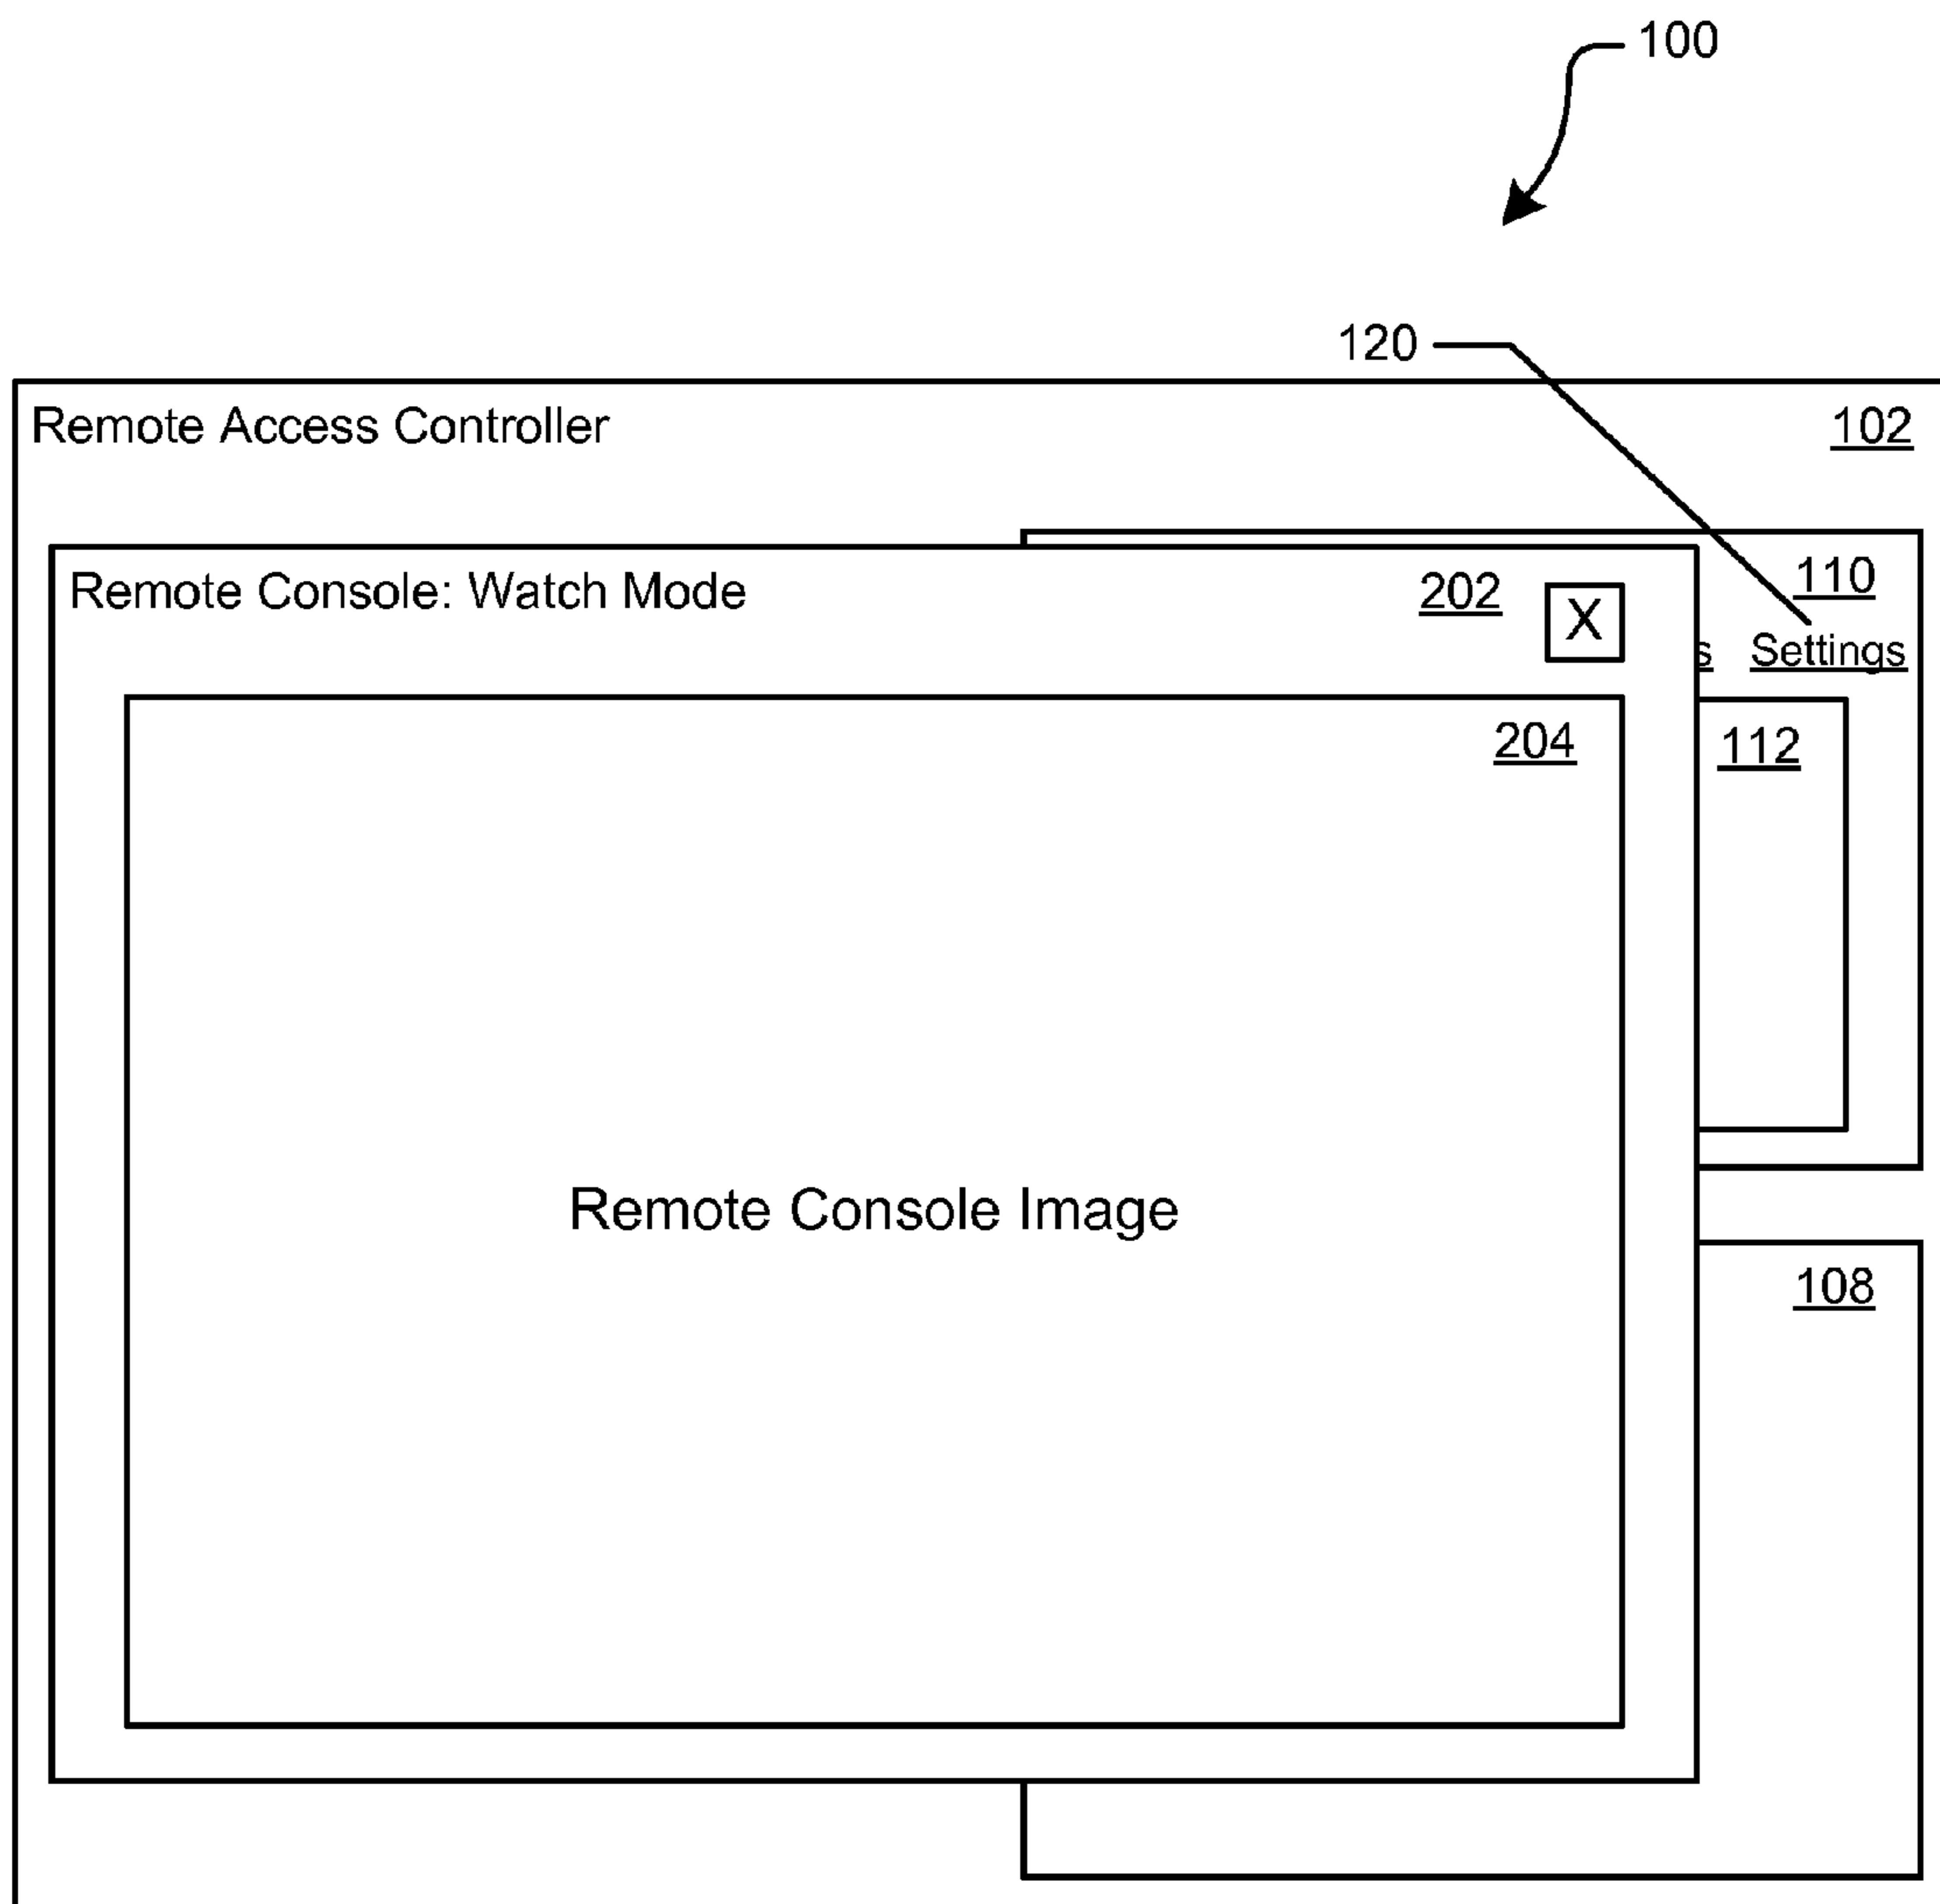 100
120
Remote Access Controller 102
Remote Console: Watch Mode 202 X 110
s Settings
204 112
Remote Console Image
108